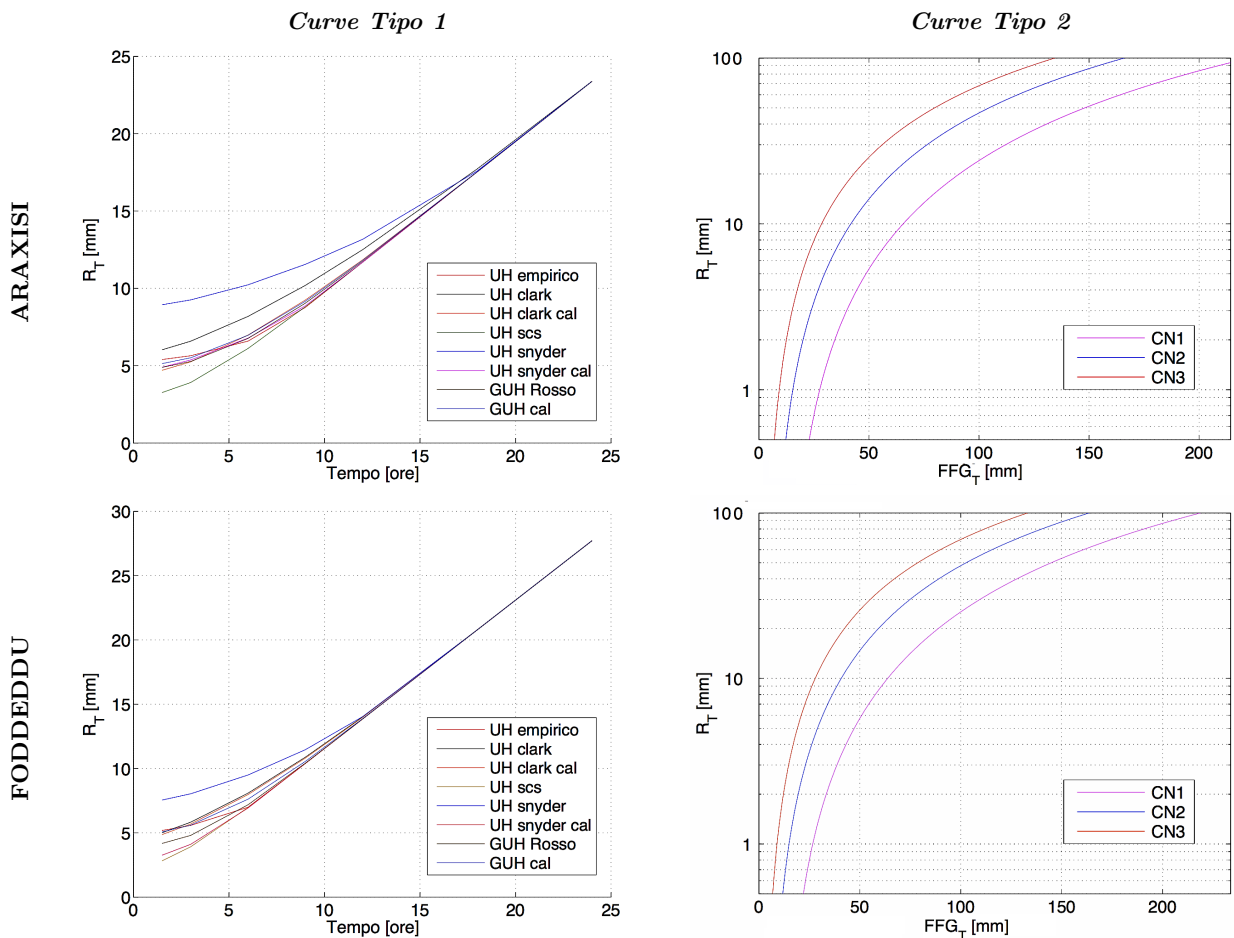 Curve Tipo 1
Curve Tipo 2
ARAXISI
25
20
15
10
5
0
R_T [mm]
0 5 10 15 20 25
Tempo [ore]
UH empirico
UH clark
UH clark cal
UH scs
UH snyder
UH snyder cal
GUH Rosso
GUH cal
100
10
1
R_T [mm]
0 50 100 150 200
FFG_T [mm]
CN1
CN2
CN3
FODDEDDU
30
25
20
15
10
5
0
R_T [mm]
0 5 10 15 20 25
Tempo [ore]
UH empirico
UH clark
UH clark cal
UH scs
UH snyder
UH snyder cal
GUH Rosso
GUH cal
100
10
1
R_T [mm]
0 50 100 150 200
FFG_T [mm]
CN1
CN2
CN3